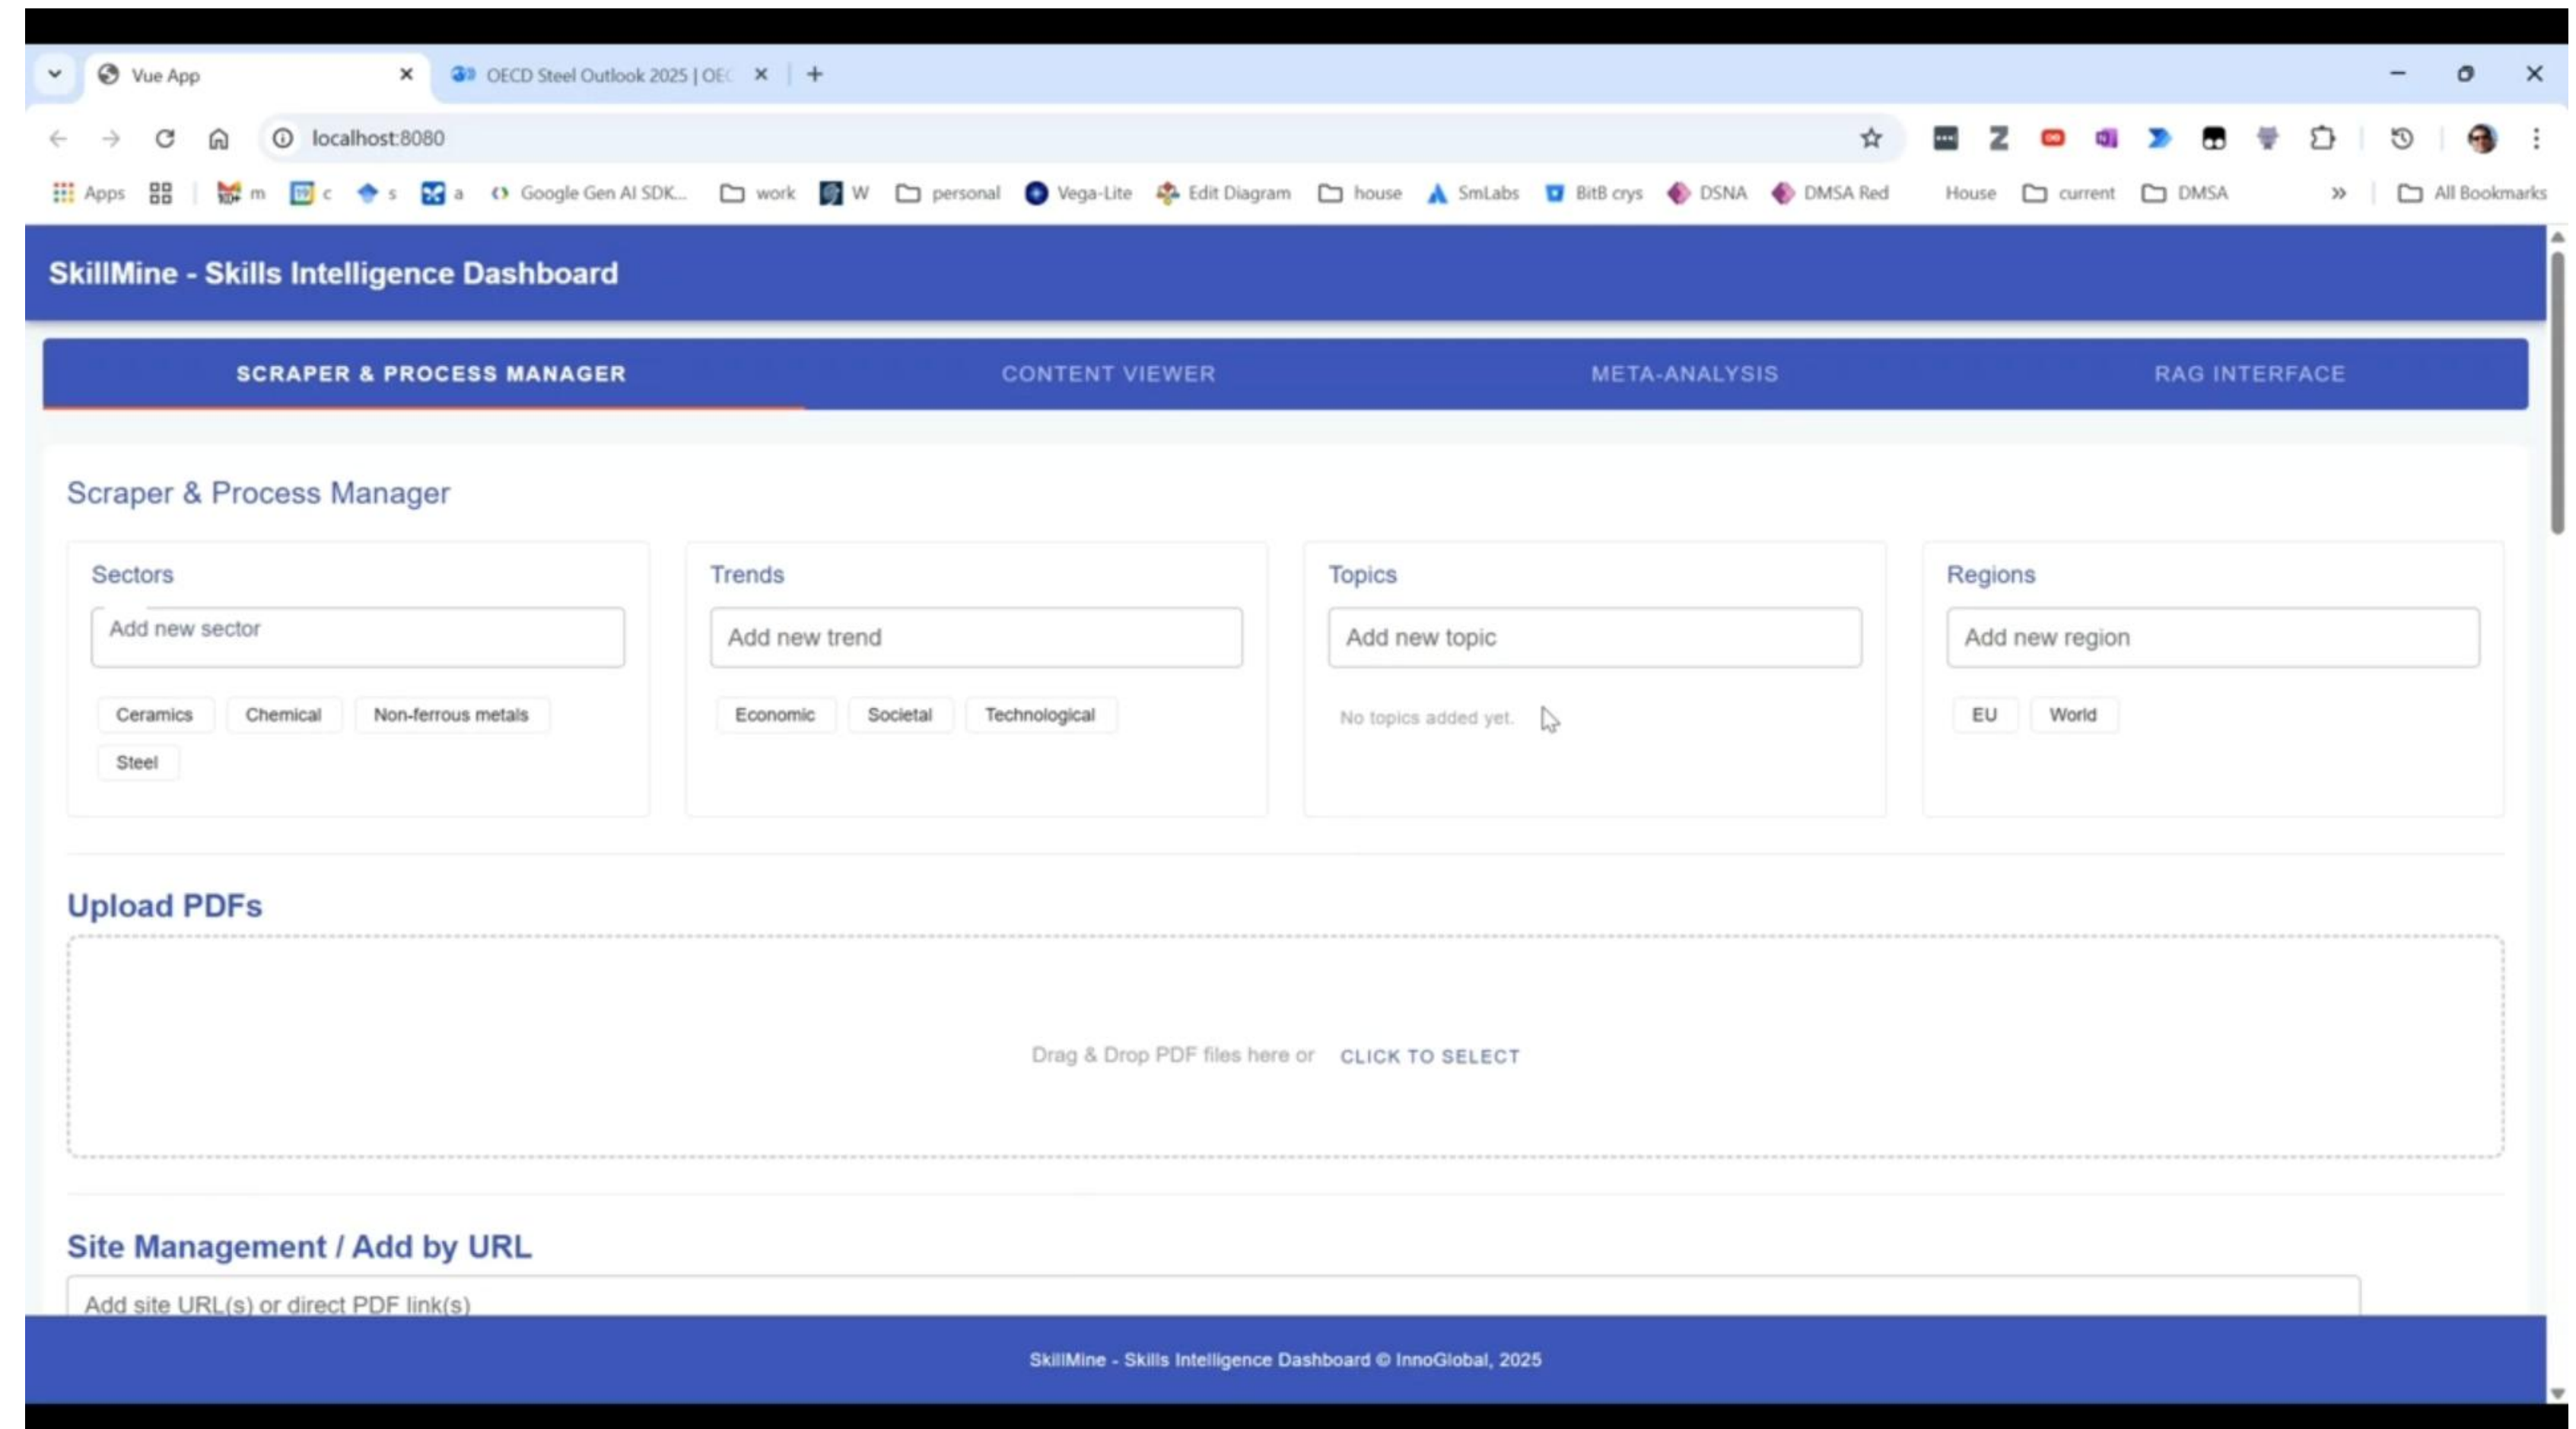 Vue App
OECD Steel Outlook 2025 | OEC
localhost:8080
Apps m c s a Google Gen AI SDK... work W personal Vega-Lite Edit Diagram house SmLabs BitB crys DSNA DMSA Red House current DMSA » All Bookmarks
SkillMine - Skills Intelligence Dashboard
SCRAPER & PROCESS MANAGER CONTENT VIEWER META-ANALYSIS RAG INTERFACE
Scraper & Process Manager
Sectors Trends Topics Regions
Add new sector Add new trend Add new topic Add new region
Ceramics Chemical Non-ferrous metals Economic Societal Technological No topics added yet. EU World
Steel
Upload PDFs
Drag & Drop PDF files here or CLICK TO SELECT
Site Management / Add by URL
Add site URL(s) or direct PDF link(s)
SkillMine - Skills Intelligence Dashboard © InnoGlobal, 2025